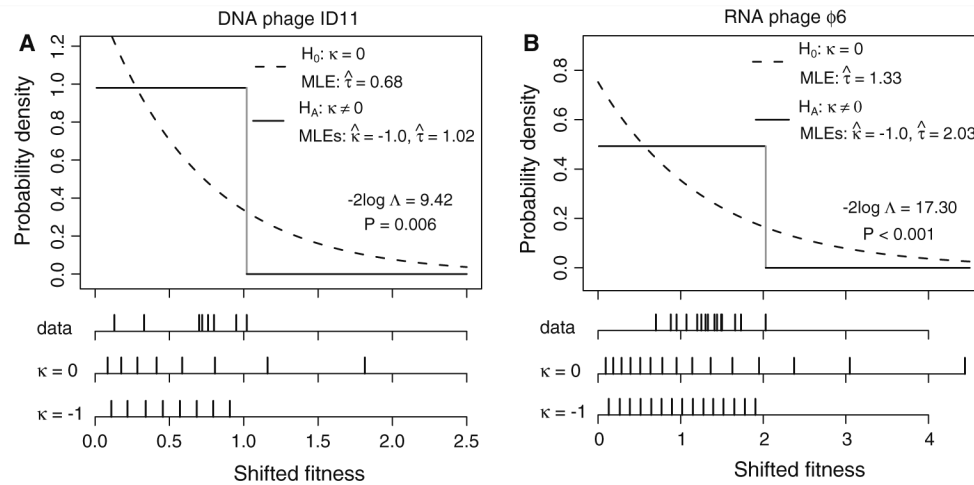 DNA phage ID11
A
Probability density
1.2
1.0
0.8
0.6
0.4
0.2
0.0
H₀: κ = 0
MLE: τ̂ = 0.68
H_A: κ ≠ 0
MLEs: κ̂ = -1.0, τ̂ = 1.02
-2log Λ = 9.42
P = 0.006
data
κ = 0
κ = -1
0.0 0.5 1.0 1.5 2.0 2.5
Shifted fitness
RNA phage ϕ6
B
Probability density
0.8
0.6
0.4
0.2
0.0
H₀: κ = 0
MLE: τ̂ = 1.33
H_A: κ ≠ 0
MLEs: κ̂ = -1.0, τ̂ = 2.03
-2log Λ = 17.30
P < 0.001
data
κ = 0
κ = -1
0 1 2 3 4
Shifted fitness